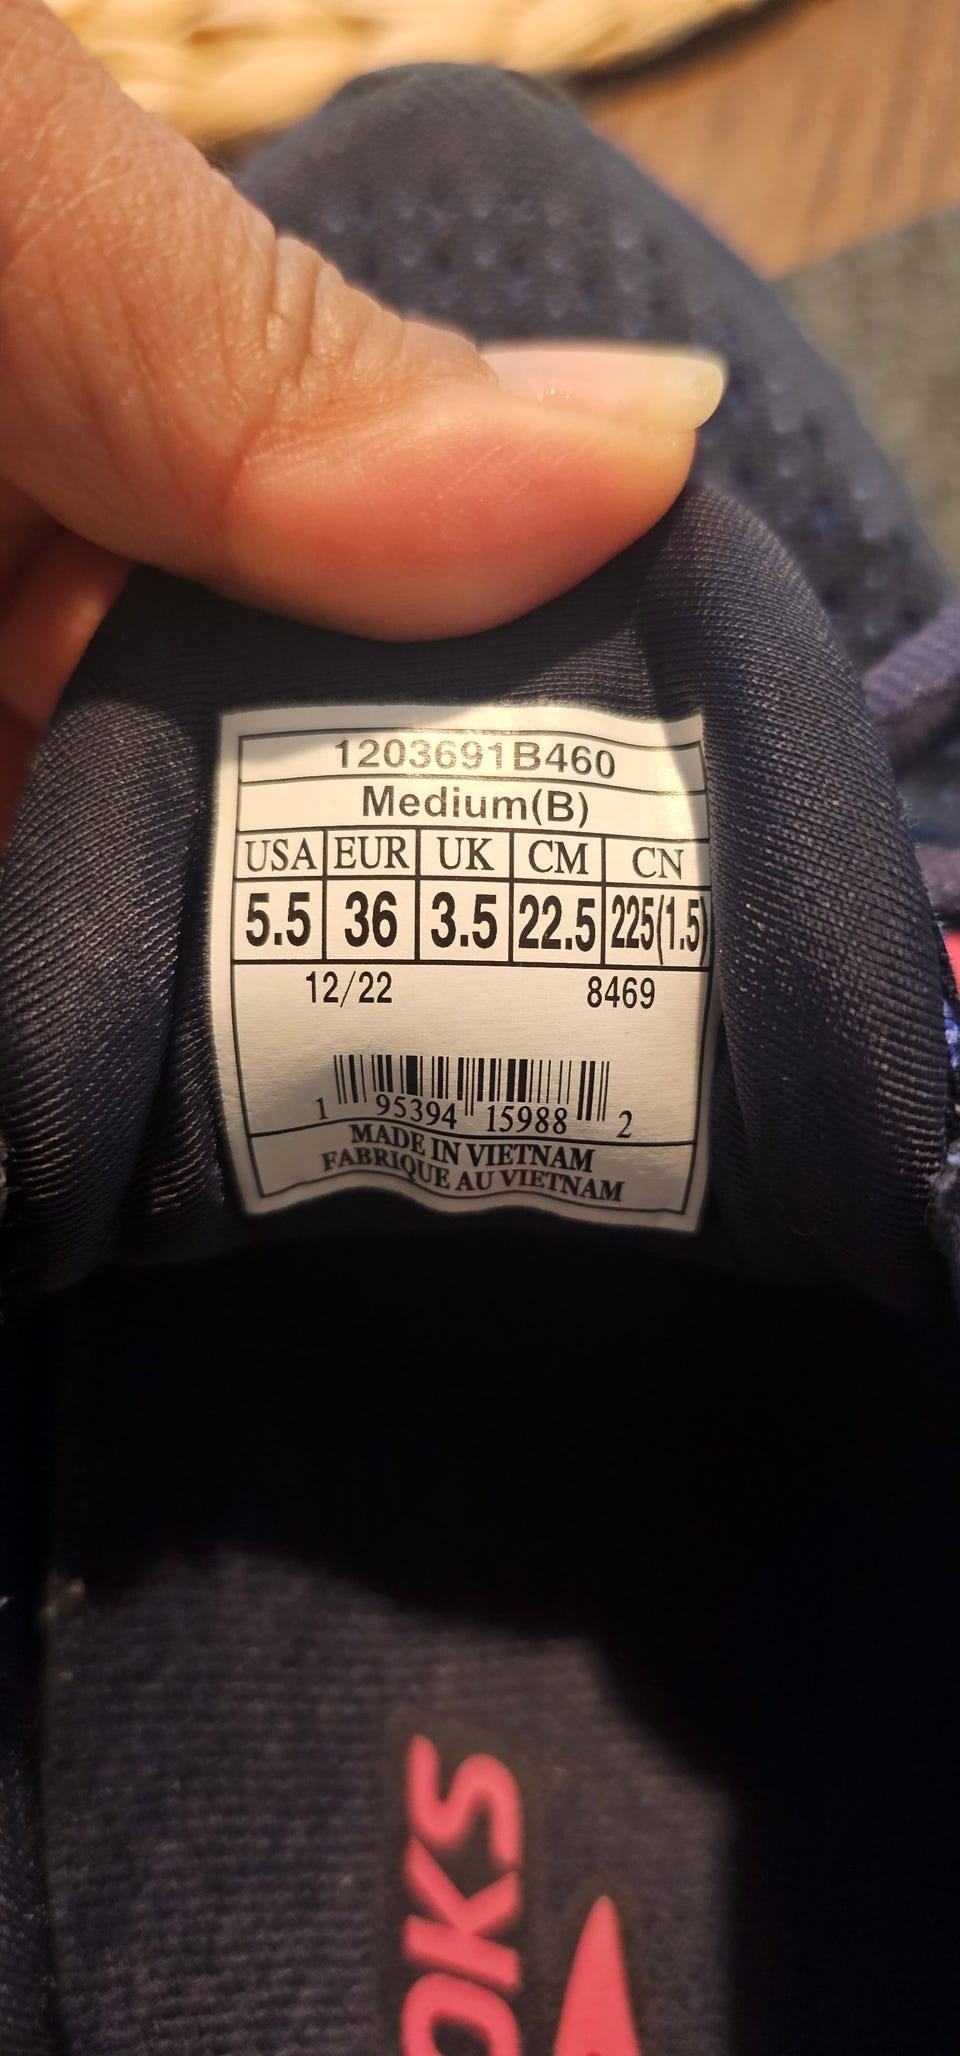 1203691B460
Medium(B)
USA EUR UK CM CN
5.5 36 3.5 22.5 225(1.5)
12/22 8469
1 95394 15988 2
MADE IN VIETNAM
FABRIQUE AU VIETNAM
OKS